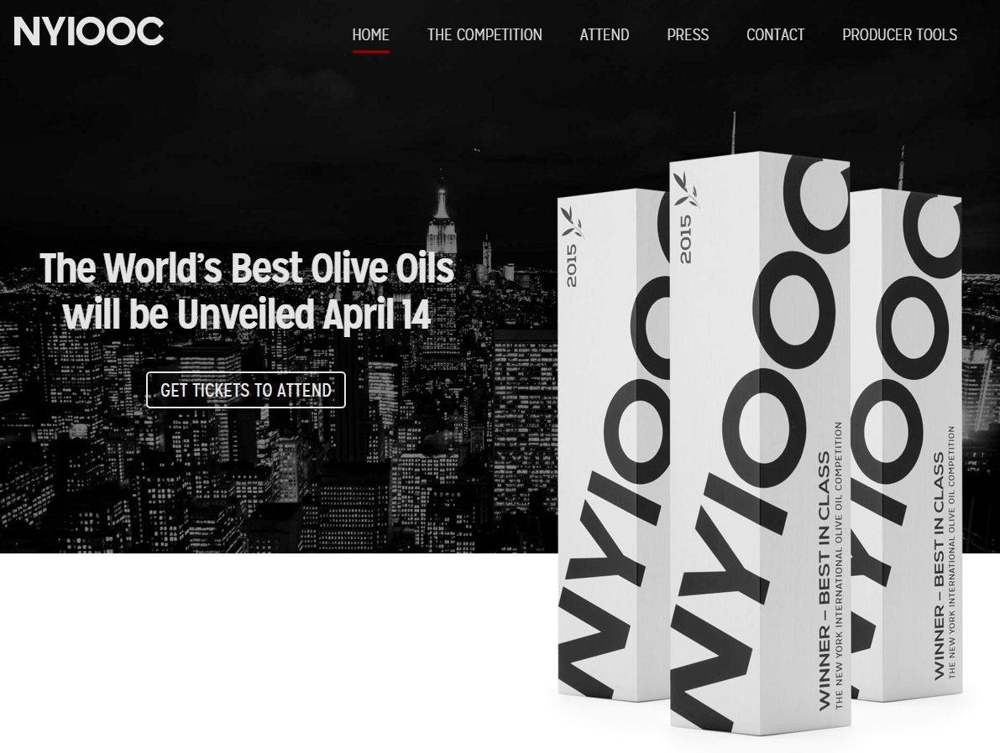 NYIOOC
HOME THE COMPETITION ATTEND PRESS CONTACT PRODUCER TOOLS
The World’s Best Olive Oils
will be Unveiled April 14
GET TICKETS TO ATTEND
2015
NYIOOC
2015
NYIOOC
WINNER – BEST IN CLASS
THE NEW YORK INTERNATIONAL OLIVE OIL COMPETITION
NYIOOC
WINNER – BEST IN CLASS
THE NEW YORK INTERNATIONAL OLIVE OIL COMPETITION